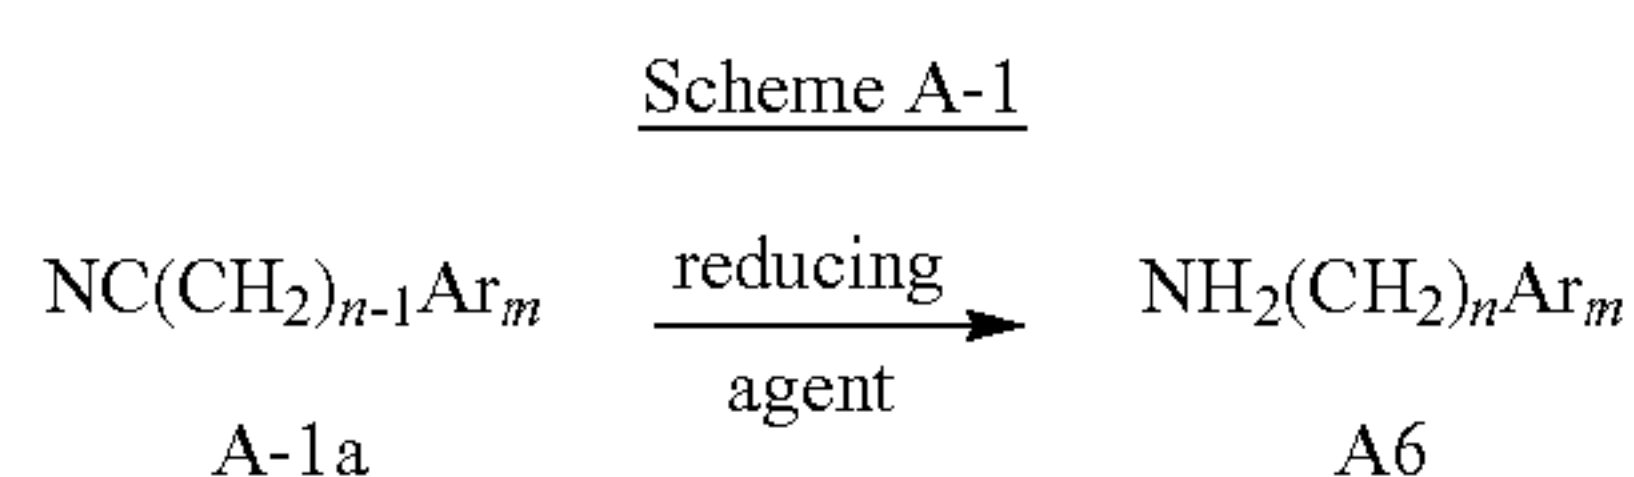 Scheme A-1
NC(CH₂)ₙ₋₁Arₘ
reducing
agent
NH₂(CH₂)ₙArₘ
A-1a
A6